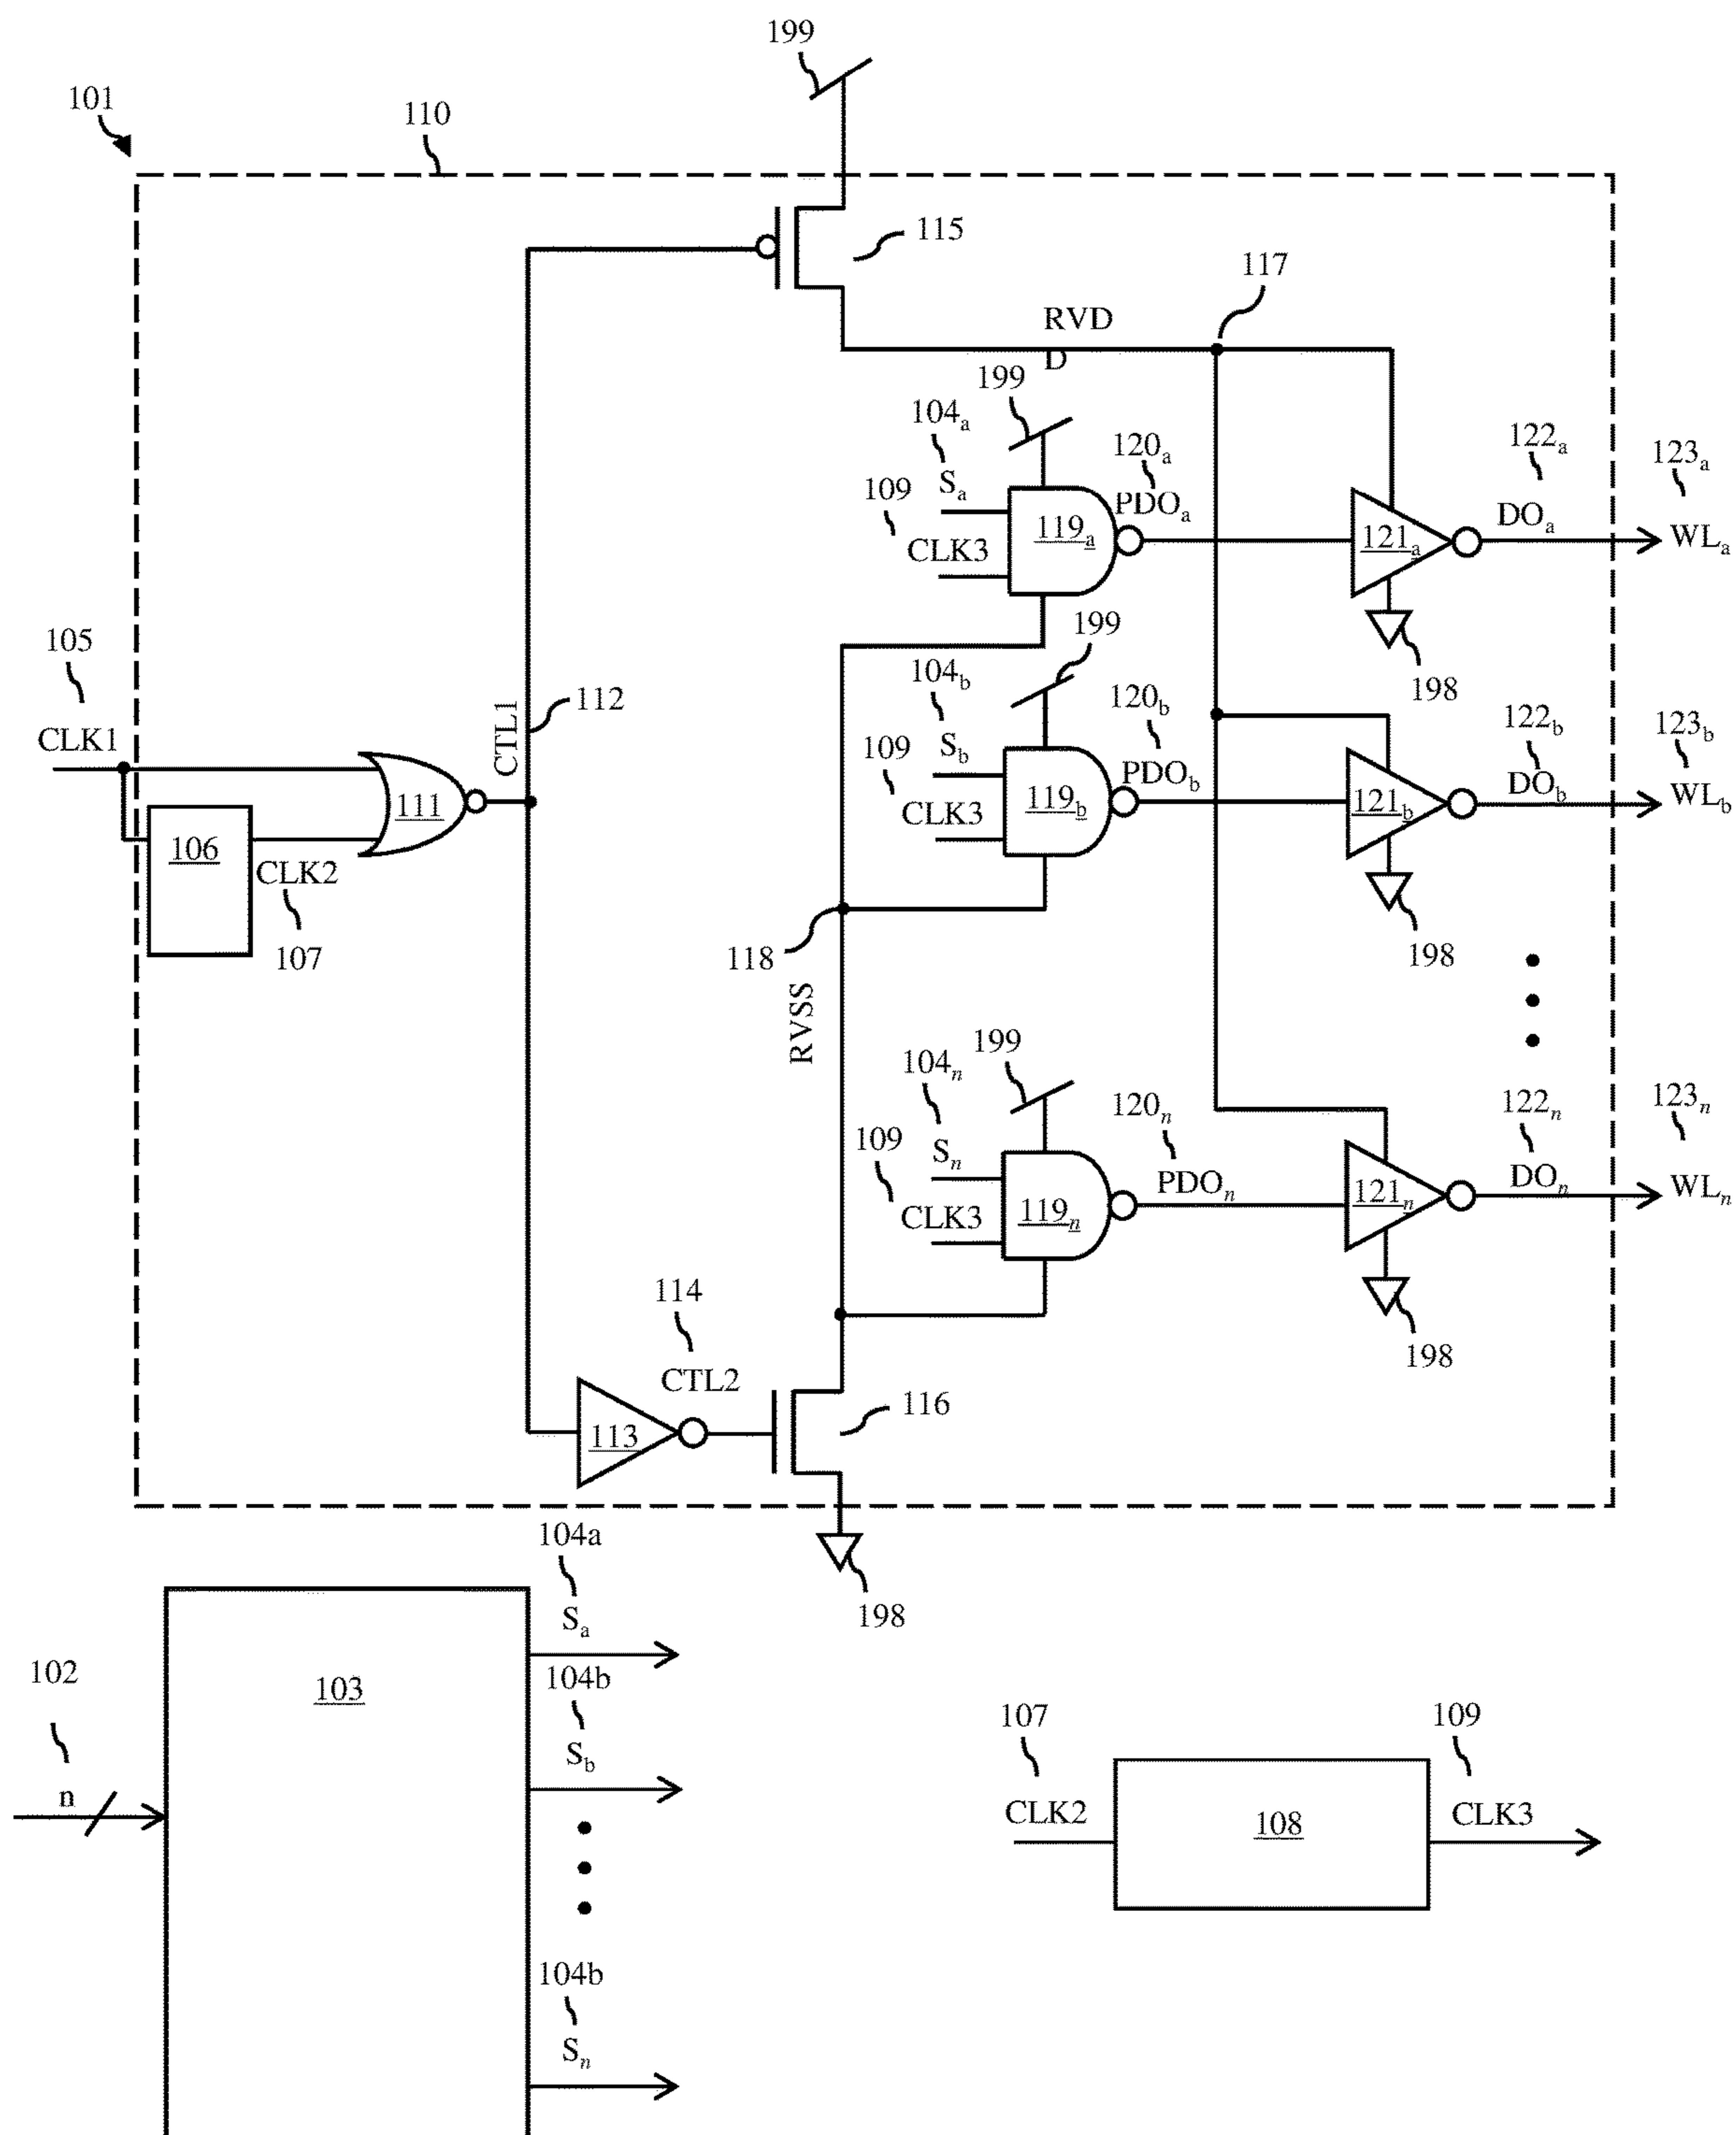 199
101
110
115
117
RVD
D
199
104a
120a
122a
123a
Sa
PDOa
109
119a
DOa
CLK3
121a
WLa
105
199
104b
198
112
120b
122b
123b
CLK1
CTL1
Sb
109
PDOb
DOb
111
119b
121b
WLb
CLK3
106
CLK2
107
118
198
RVSS
199
104n
120n
122n
123n
109
Sn
PDOn
DOn
CLK3
119n
121n
WLn
114
198
CTL2
116
113
104a
Sa
198
102
103
104b
107
109
Sb
n
CLK2
CLK3
108
104b
Sn